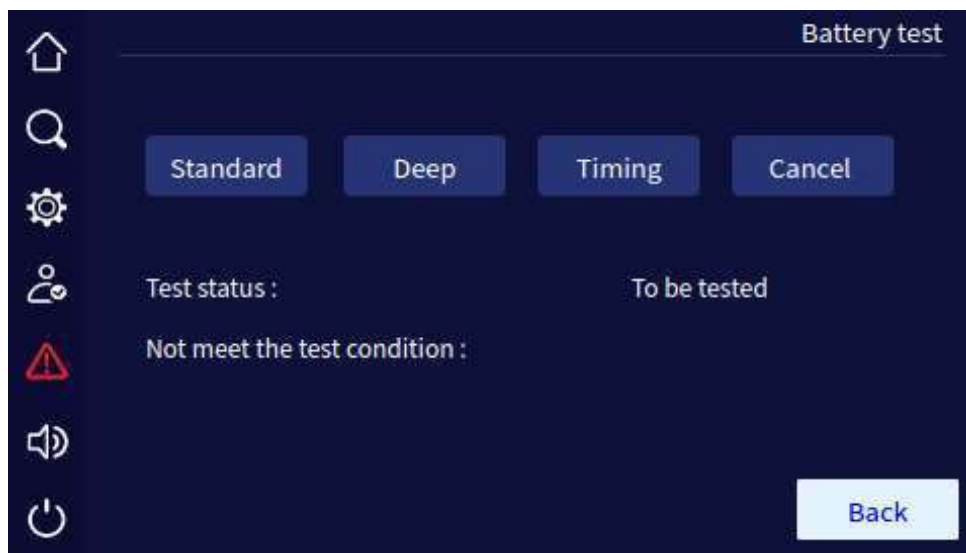 Battery test
Standard Deep Timing Cancel
Test status : To be tested
Not meet the test condition :
Back